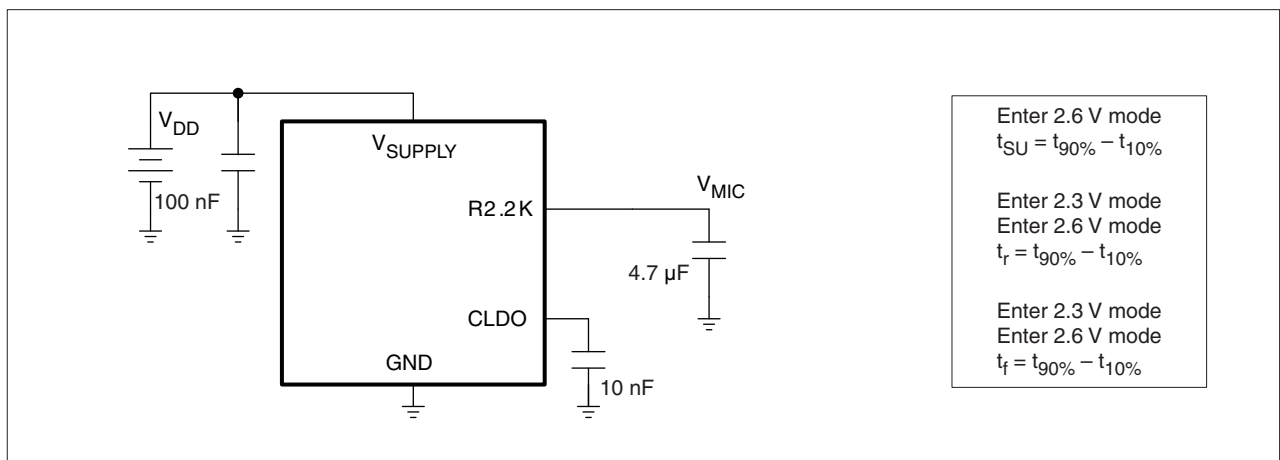 V_DD
100 nF
V_SUPPLY
R2.2K
V_MIC
4.7 µF
CLDO
GND
10 nF
Enter 2.6 V mode
t_SU = t_90% – t_10%
Enter 2.3 V mode
Enter 2.6 V mode
t_r = t_90% – t_10%
Enter 2.3 V mode
Enter 2.6 V mode
t_f = t_90% – t_10%